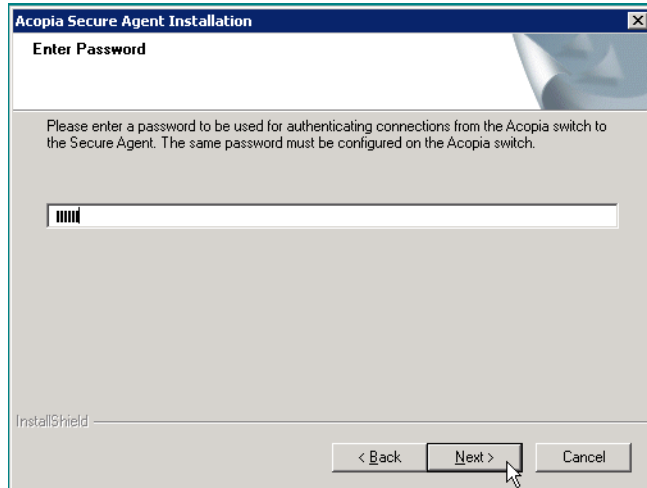 Acopia Secure Agent Installation
Enter Password
Please enter a password to be used for authenticating connections from the Acopia switch to
the Secure Agent. The same password must be configured on the Acopia switch.
InstallShield
< Back
Next >
Cancel